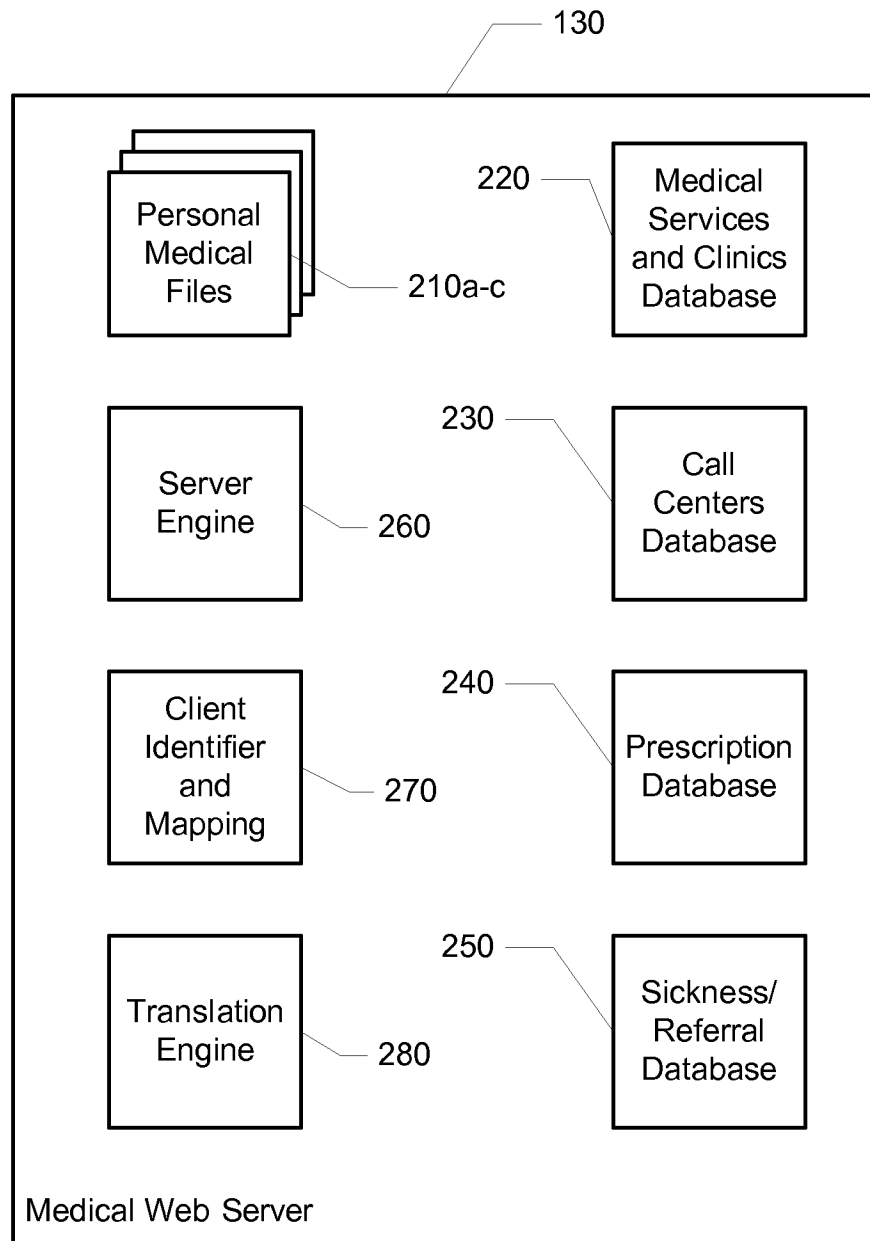 130
Personal
Medical
Files
210a-c
220
Medical
Services
and Clinics
Database
Server
Engine
260
230
Call
Centers
Database
Client
Identifier
and
Mapping
270
240
Prescription
Database
Translation
Engine
280
250
Sickness/
Referral
Database
Medical Web Server